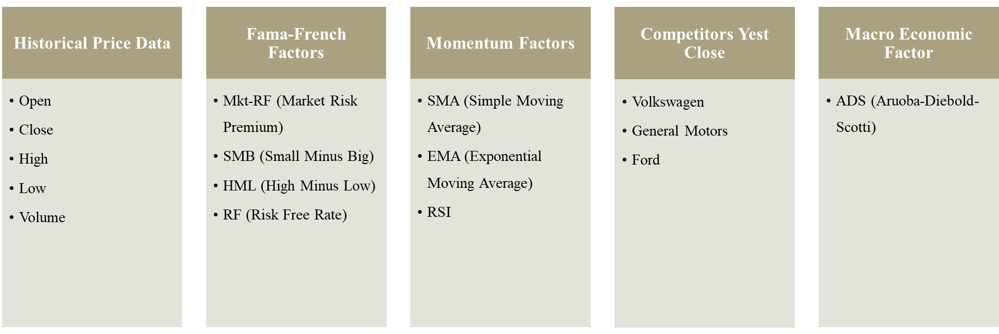 Historical Price Data
• Open
• Close
• High
• Low
• Volume
Fama-French
Factors
• Mkt-RF (Market Risk
Premium)
• SMB (Small Minus Big)
• HML (High Minus Low)
• RF (Risk Free Rate)
Momentum Factors
• SMA (Simple Moving
Average)
• EMA (Exponential
Moving Average)
• RSI
Competitors Yest
Close
• Volkswagen
• General Motors
• Ford
Macro Economic
Factor
• ADS (Aruoba-Diebold-
Scotti)